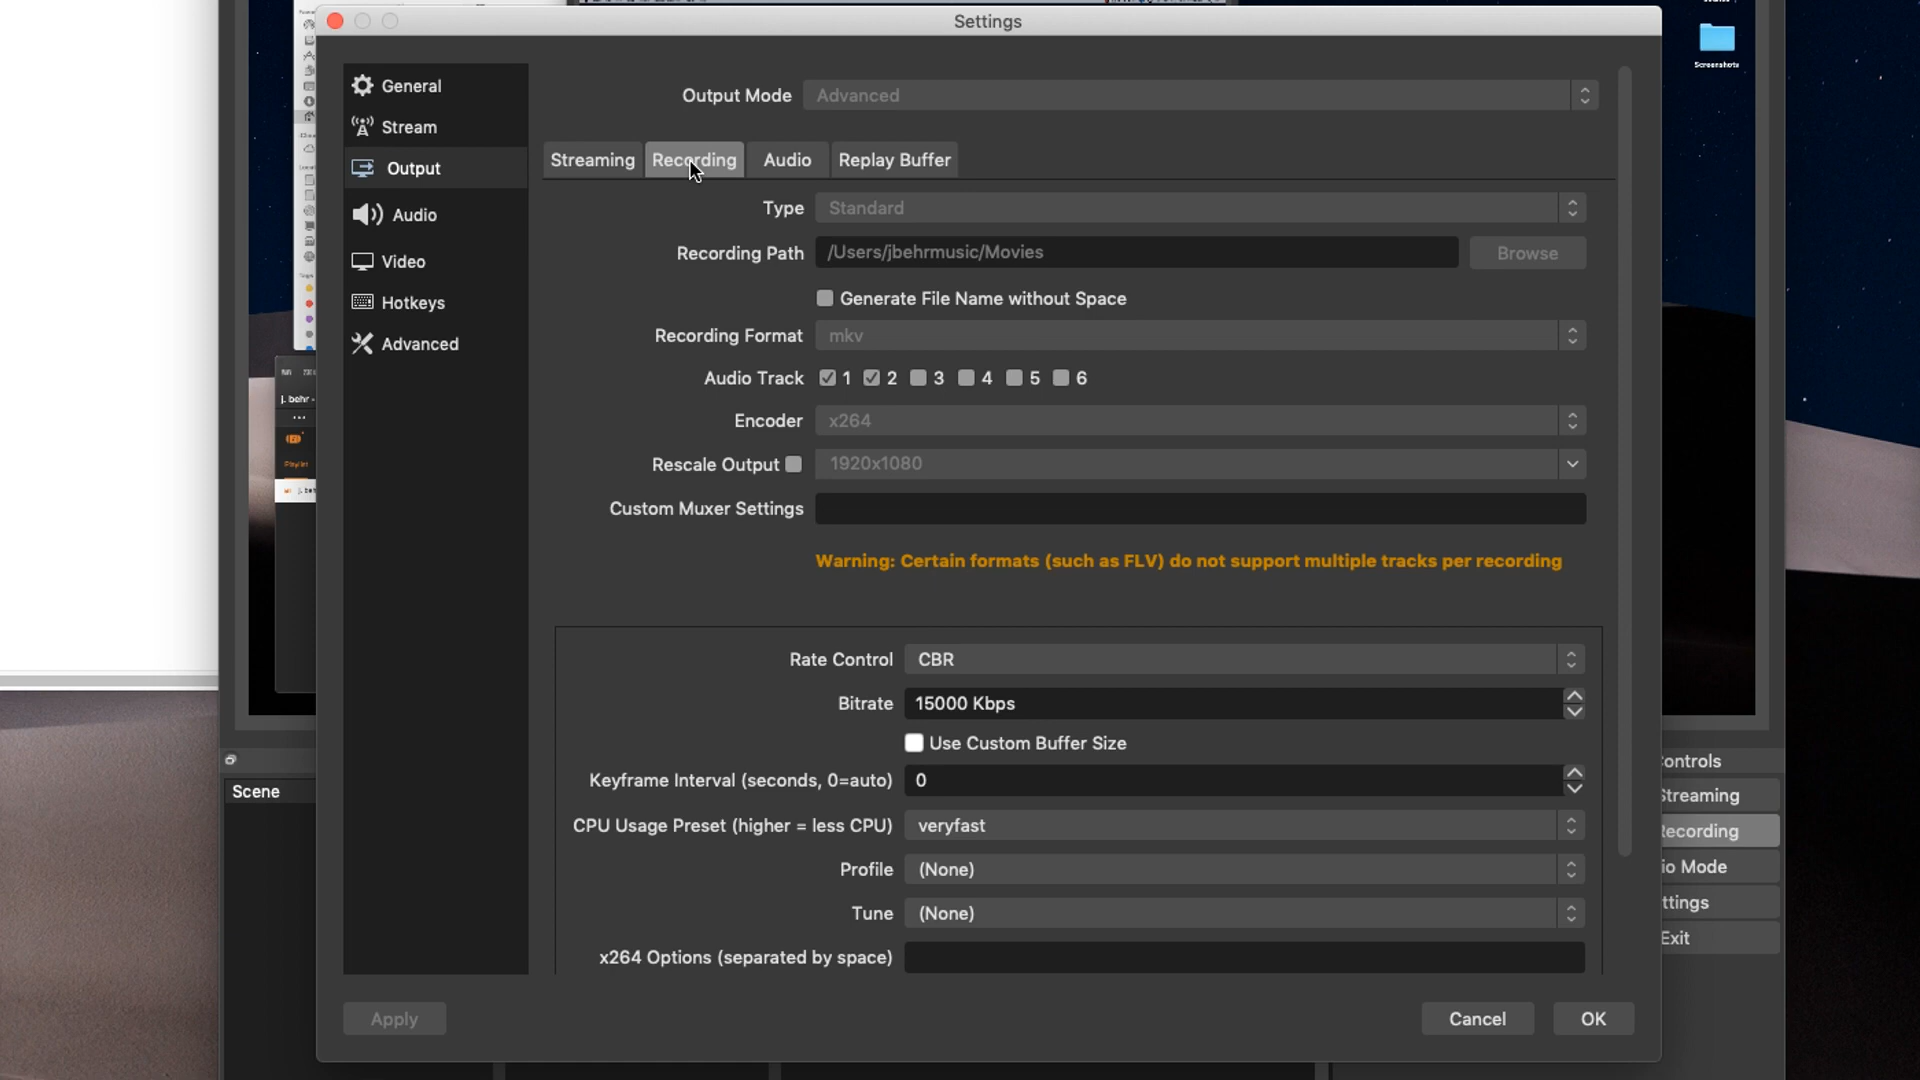 Settings
General
Stream
Output
Audio
Video
Hotkeys
Advanced
Output Mode Advanced
Streaming Recording Audio Replay Buffer
Type Standard
Recording Path /Users/jbehrmusic/Movies Browse
Generate File Name without Space
Recording Format mkv
Audio Track 1 2 3 4 5 6
Encoder x264
Rescale Output 1920x1080
Custom Muxer Settings
Warning: Certain formats (such as FLV) do not support multiple tracks per recording
Rate Control CBR
Bitrate 15000 Kbps
Use Custom Buffer Size
Keyframe Interval (seconds, 0=auto) 0
CPU Usage Preset (higher = less CPU) veryfast
Profile (None)
Tune (None)
x264 Options (separated by space)
Apply Cancel OK
Screenshots
j. behr -
Playlist
Scene
ontrols
Streaming
Recording
io Mode
ttings
Exit